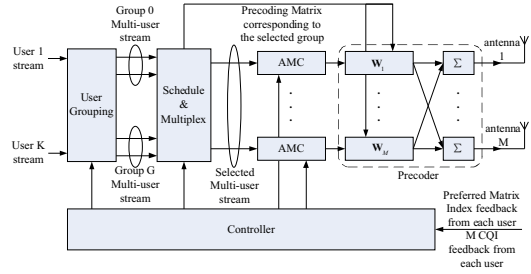 Group 0
Multi-user
stream
Precoding Matrix
corresponding to
the selected group
User 1
stream
User K
stream
User
Grouping
Schedule
&
Multiplex
AMC
AMC
W1
WM
Σ
Σ
antenna
1
antenna
M
Precoder
Group G
Multi-user
stream
Selected
Multi-user
stream
Controller
Preferred Matrix
Index feedback
from each user
M CQI
feedback from
each user